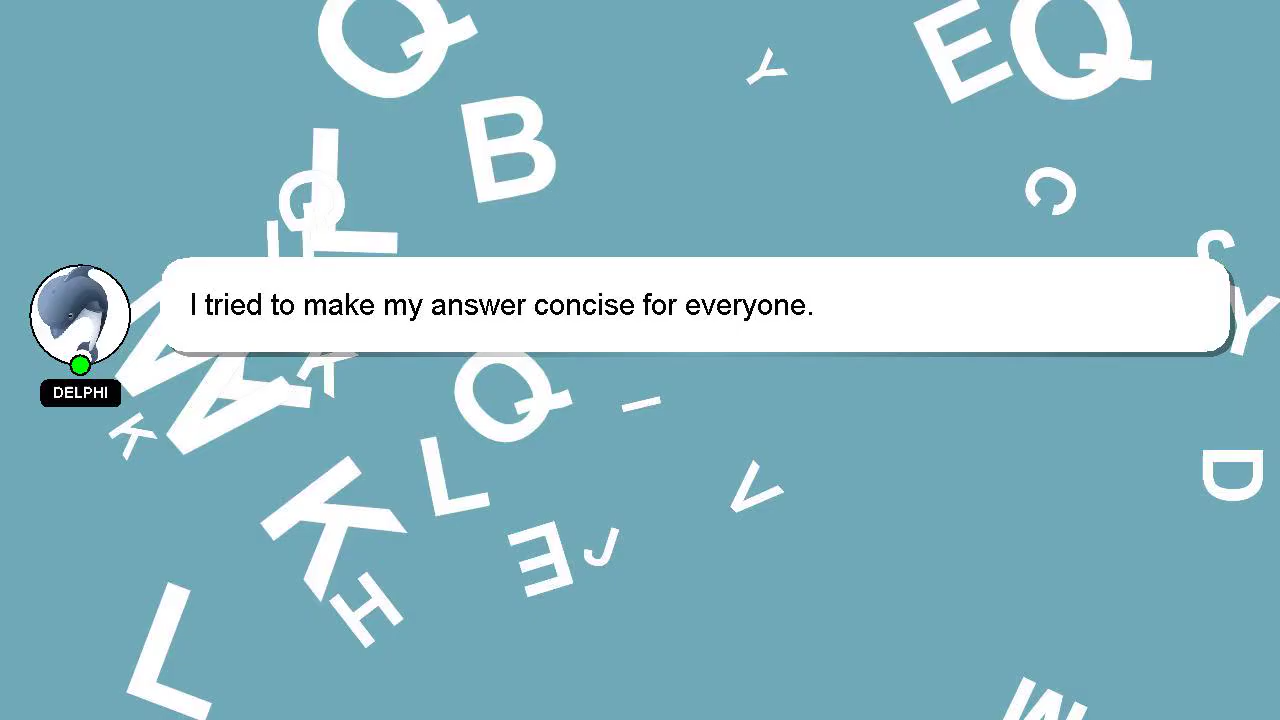 I tried to make my answer concise for everyone.
DELPHI
Q
E
Q
Y
B
L
Q
C
K
K
Q
I
L
V
D
K
E
J
H
L